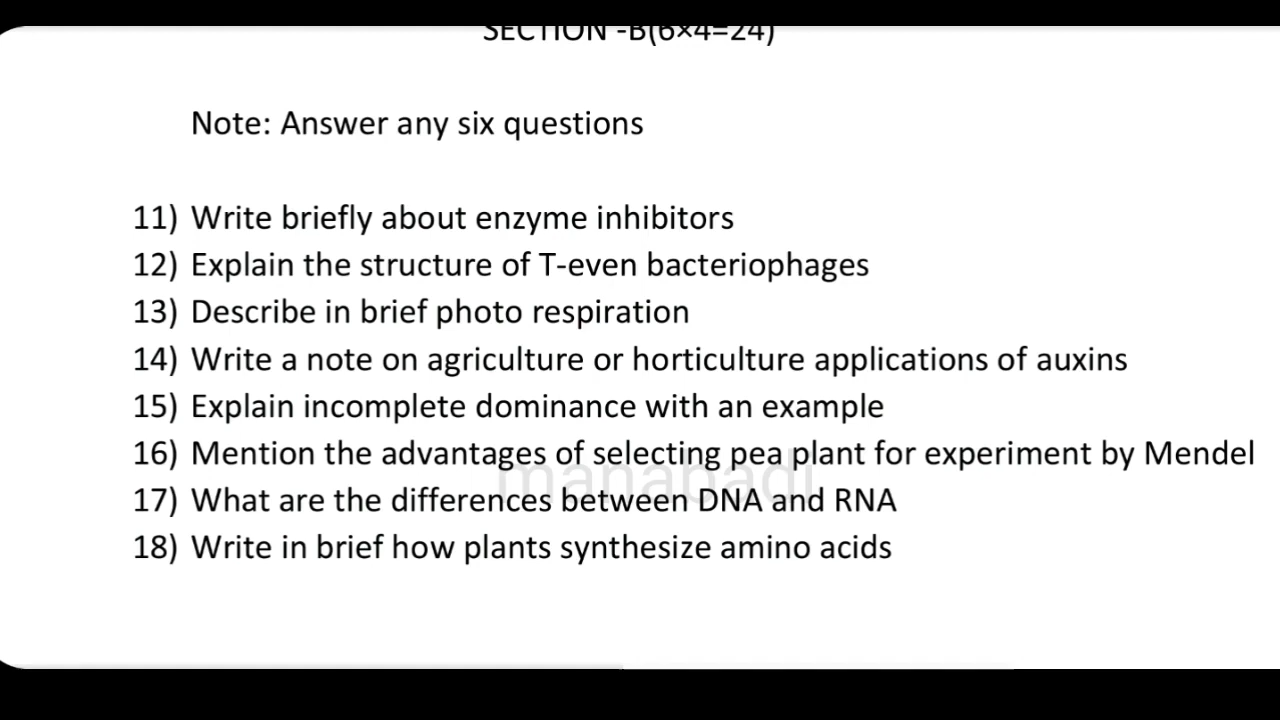 SECTION -B(6×4=24)
Note: Answer any six questions
11) Write briefly about enzyme inhibitors
12) Explain the structure of T-even bacteriophages
13) Describe in brief photo respiration
14) Write a note on agriculture or horticulture applications of auxins
15) Explain incomplete dominance with an example
16) Mention the advantages of selecting pea plant for experiment by Mendel
manabadi
17) What are the differences between DNA and RNA
18) Write in brief how plants synthesize amino acids